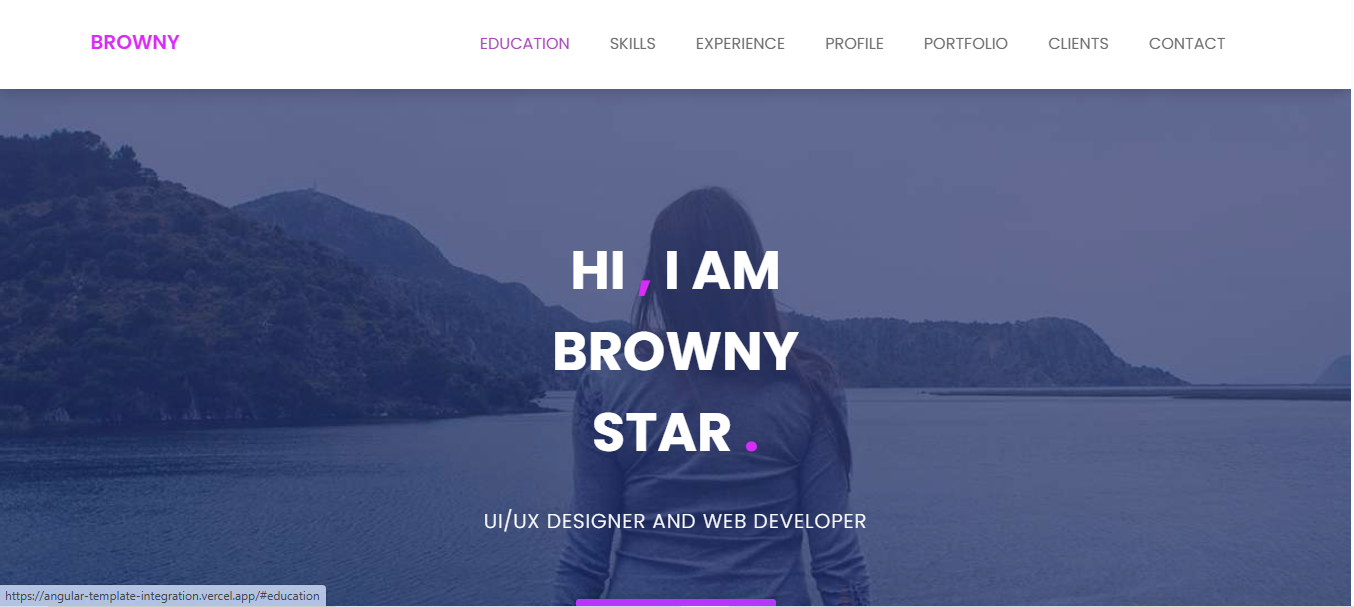 BROWNY
EDUCATION SKILLS EXPERIENCE PROFILE PORTFOLIO CLIENTS CONTACT
HI , I AM
BROWNY
STAR .
UI/UX DESIGNER AND WEB DEVELOPER
https://angular-template-integration.vercel.app/#education